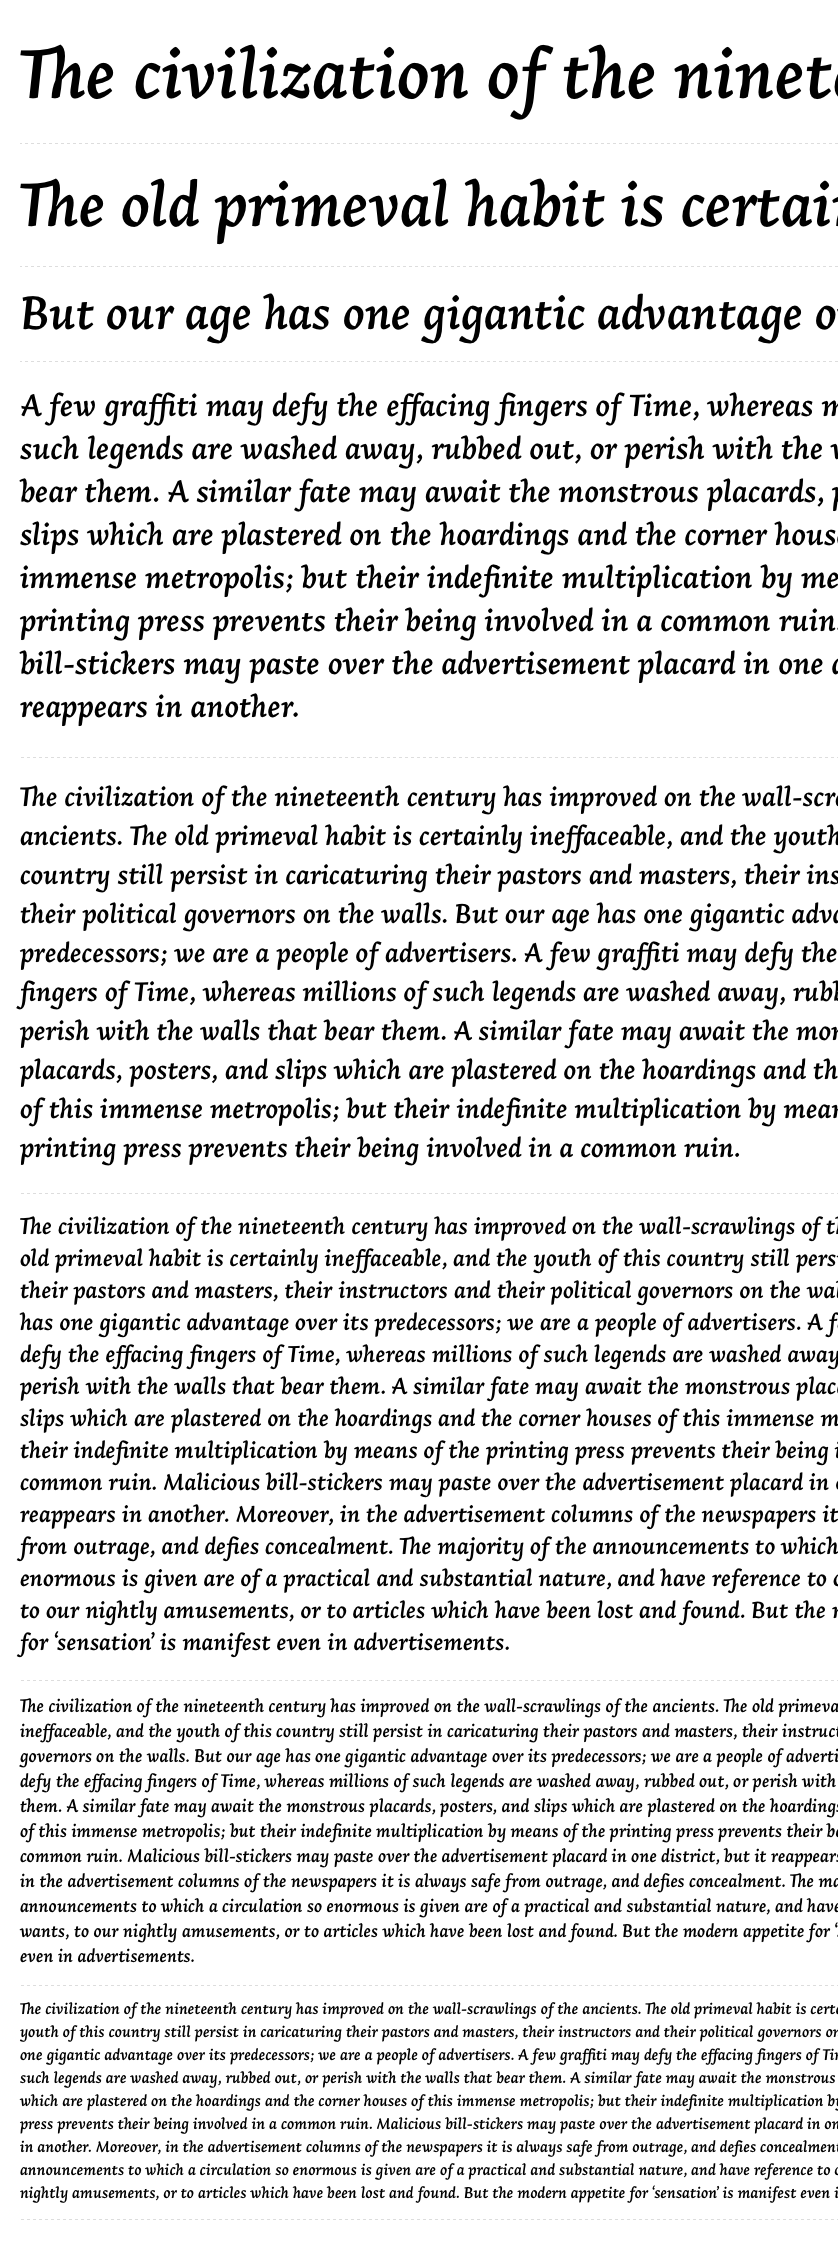 The civilization of the
The old primeval habit is
But our age has one gigantic advantage
A few graffiti may defy the effacing fingers of Time, whereas
such legends are washed away, rubbed out, or perish with the
bear them. A similar fate may await the monstrous placards,
slips which are plastered on the hoardings and the corner
immense metropolis; but their indefinite multiplication by
printing press prevents their being involved in a common ruin.
bill-stickers may paste over the advertisement placard in one
reappears in another.
The civilization of the nineteenth century has improved on the
ancients. The old primeval habit is certainly ineffaceable, and the youth
country still persist in caricaturing their pastors and masters, their
their political governors on the walls. But our age has one gigantic
predecessors; we are a people of advertisers. A few graffiti may defy the
fingers of Time, whereas millions of such legends are washed away,
perish with the walls that bear them. A similar fate may await the
placards, posters, and slips which are plastered on the hoardings and
of this immense metropolis; but their indefinite multiplication by
printing press prevents their being involved in a common ruin.
The civilization of the nineteenth century has improved on the wall-scrawlings of
old primeval habit is certainly ineffaceable, and the youth of this country still
their pastors and masters, their instructors and their political governors on the
has one gigantic advantage over its predecessors; we are a people of advertisers. A
defy the effacing fingers of Time, whereas millions of such legends are washed away
perish with the walls that bear them. A similar fate may await the monstrous
slips which are plastered on the hoardings and the corner houses of this immense
their indefinite multiplication by means of the printing press prevents their being
common ruin. Malicious bill-stickers may paste over the advertisement placard in
reappears in another. Moreover, in the advertisement columns of the newspapers it
from outrage, and defies concealment. The majority of the announcements to which
enormous is given are of a practical and substantial nature, and have reference to
to our nightly amusements, or to articles which have been lost and found. But the
for ‘sensation’ is manifest even in advertisements.
The civilization of the nineteenth century has improved on the wall-scrawlings of the ancients. The old
ineffaceable, and the youth of this country still persist in caricaturing their pastors and masters, their
governors on the walls. But our age has one gigantic advantage over its predecessors; we are a people of
defy the effacing fingers of Time, whereas millions of such legends are washed away, rubbed out, or perish with
them. A similar fate may await the monstrous placards, posters, and slips which are plastered on the
of this immense metropolis; but their indefinite multiplication by means of the printing press prevents their
common ruin. Malicious bill-stickers may paste over the advertisement placard in one district, but it
in the advertisement columns of the newspapers it is always safe from outrage, and defies concealment. The
announcements to which a circulation so enormous is given are of a practical and substantial nature, and have
wants, to our nightly amusements, or to articles which have been lost and found. But the modern appetite for
even in advertisements.
The civilization of the nineteenth century has improved on the wall-scrawlings of the ancients. The old primeval habit is
youth of this country still persist in caricaturing their pastors and masters, their instructors and their political governors
one gigantic advantage over its predecessors; we are a people of advertisers. A few graffiti may defy the effacing fingers of
such legends are washed away, rubbed out, or perish with the walls that bear them. A similar fate may await the monstrous
which are plastered on the hoardings and the corner houses of this immense metropolis; but their indefinite multiplication by
press prevents their being involved in a common ruin. Malicious bill-stickers may paste over the advertisement placard in
in another. Moreover, in the advertisement columns of the newspapers it is always safe from outrage, and defies
announcements to which a circulation so enormous is given are of a practical and substantial nature, and have reference to
nightly amusements, or to articles which have been lost and found. But the modern appetite for ‘sensation’ is manifest even